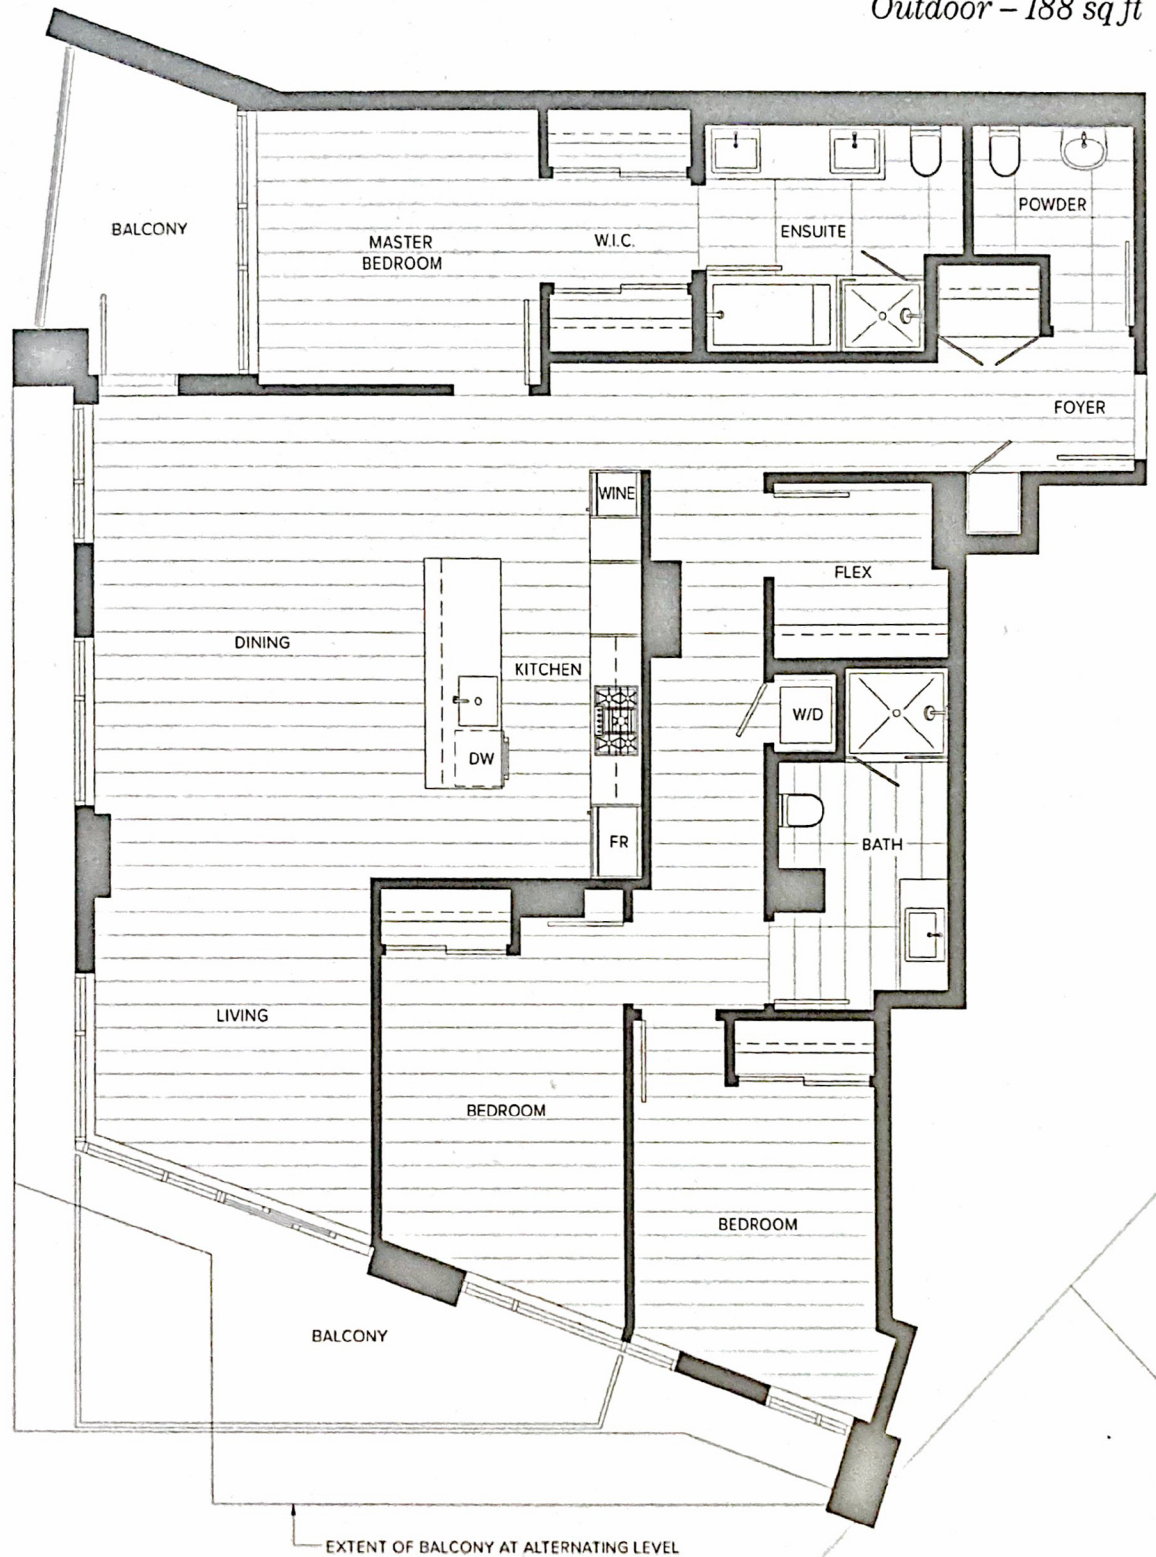 Outdoor – 188 sq ft
BALCONY
MASTER
BEDROOM
W.I.C.
ENSUITE
POWDER
FOYER
WINE
FLEX
DINING
KITCHEN
W/D
DW
FR
BATH
LIVING
BEDROOM
BEDROOM
BALCONY
EXTENT OF BALCONY AT ALTERNATING LEVEL